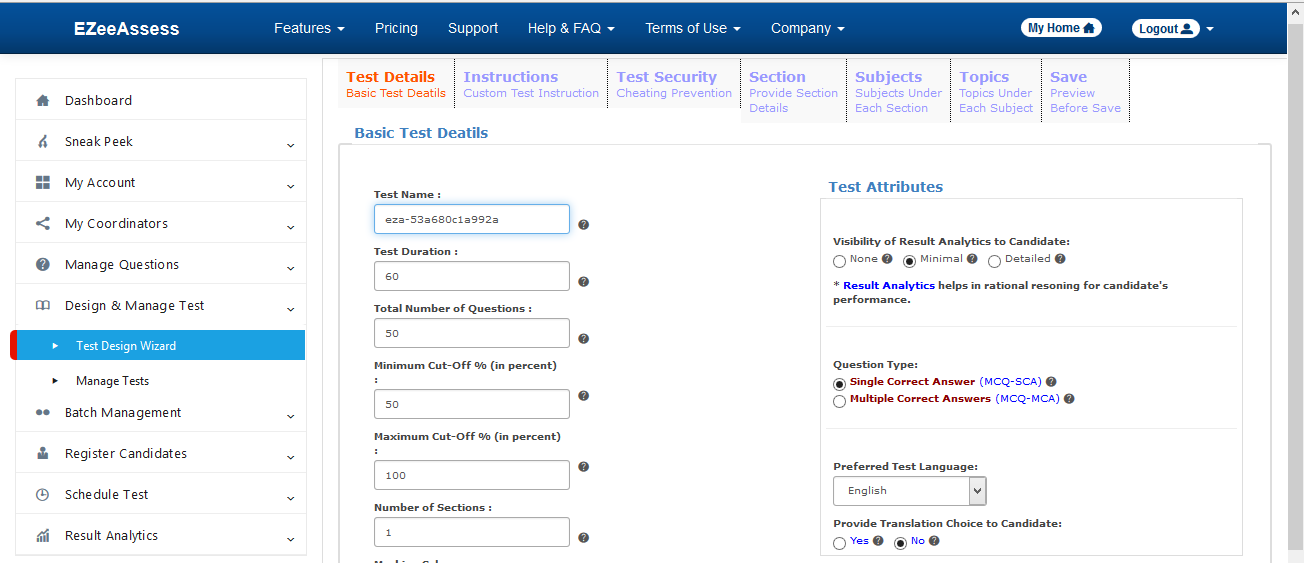 EZeeAssess
Features
Pricing
Support
Help & FAQ
Terms of Use
Company
My Home
Logout
Dashboard
Sneak Peek
My Account
My Coordinators
Manage Questions
Design & Manage Test
Test Design Wizard
Manage Tests
Batch Management
Register Candidates
Schedule Test
Result Analytics
Test Details
Basic Test Deatils
Instructions
Custom Test Instruction
Test Security
Cheating Prevention
Section
Provide Section
Details
Subjects
Subjects Under
Each Section
Topics
Topics Under
Each Subject
Save
Preview
Before Save
Basic Test Deatils
Test Name :
eza-53a680c1a992a
Test Duration :
60
Total Number of Questions :
50
Minimum Cut-Off % (in percent)
:
50
Maximum Cut-Off % (in percent)
:
100
Number of Sections :
1
Test Attributes
Visibility of Result Analytics to Candidate:
None Minimal Detailed
* Result Analytics helps in rational resoning for candidate's
performance.
Question Type:
Single Correct Answer (MCQ-SCA)
Multiple Correct Answers (MCQ-MCA)
Preferred Test Language:
English
Provide Translation Choice to Candidate:
Yes No